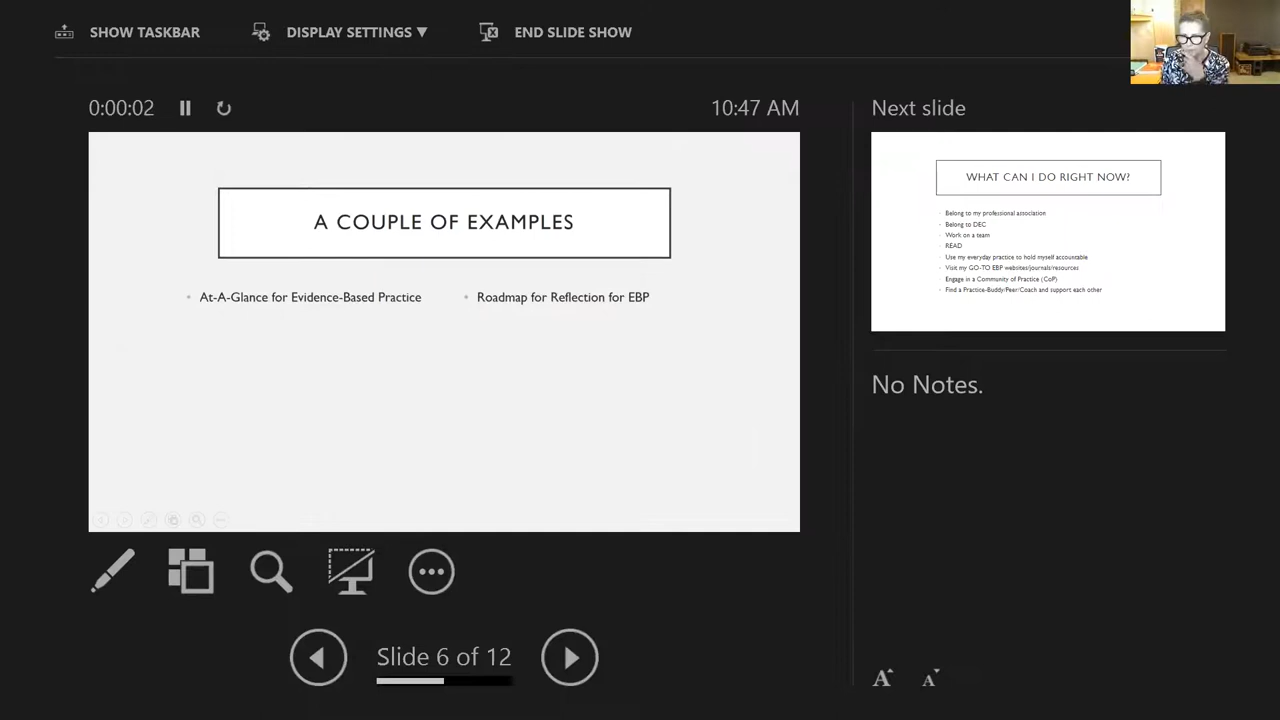 SHOW TASKBAR
DISPLAY SETTINGS ▼
END SLIDE SHOW
0:00:02
10:47 AM
A COUPLE OF EXAMPLES
• At-A-Glance for Evidence-Based Practice
• Roadmap for Reflection for EBP
Slide 6 of 12
Next slide
WHAT CAN I DO RIGHT NOW?
Belong to my professional association
Belong to DEC
Work on a team
READ
Use my everyday practice to hold myself accountable
Visit my GO-TO EBP websites/journals/resources
Engage in a Community of Practice (CoP)
Find a Practice-Buddy/Peer/Coach and support each other
No Notes.
A A